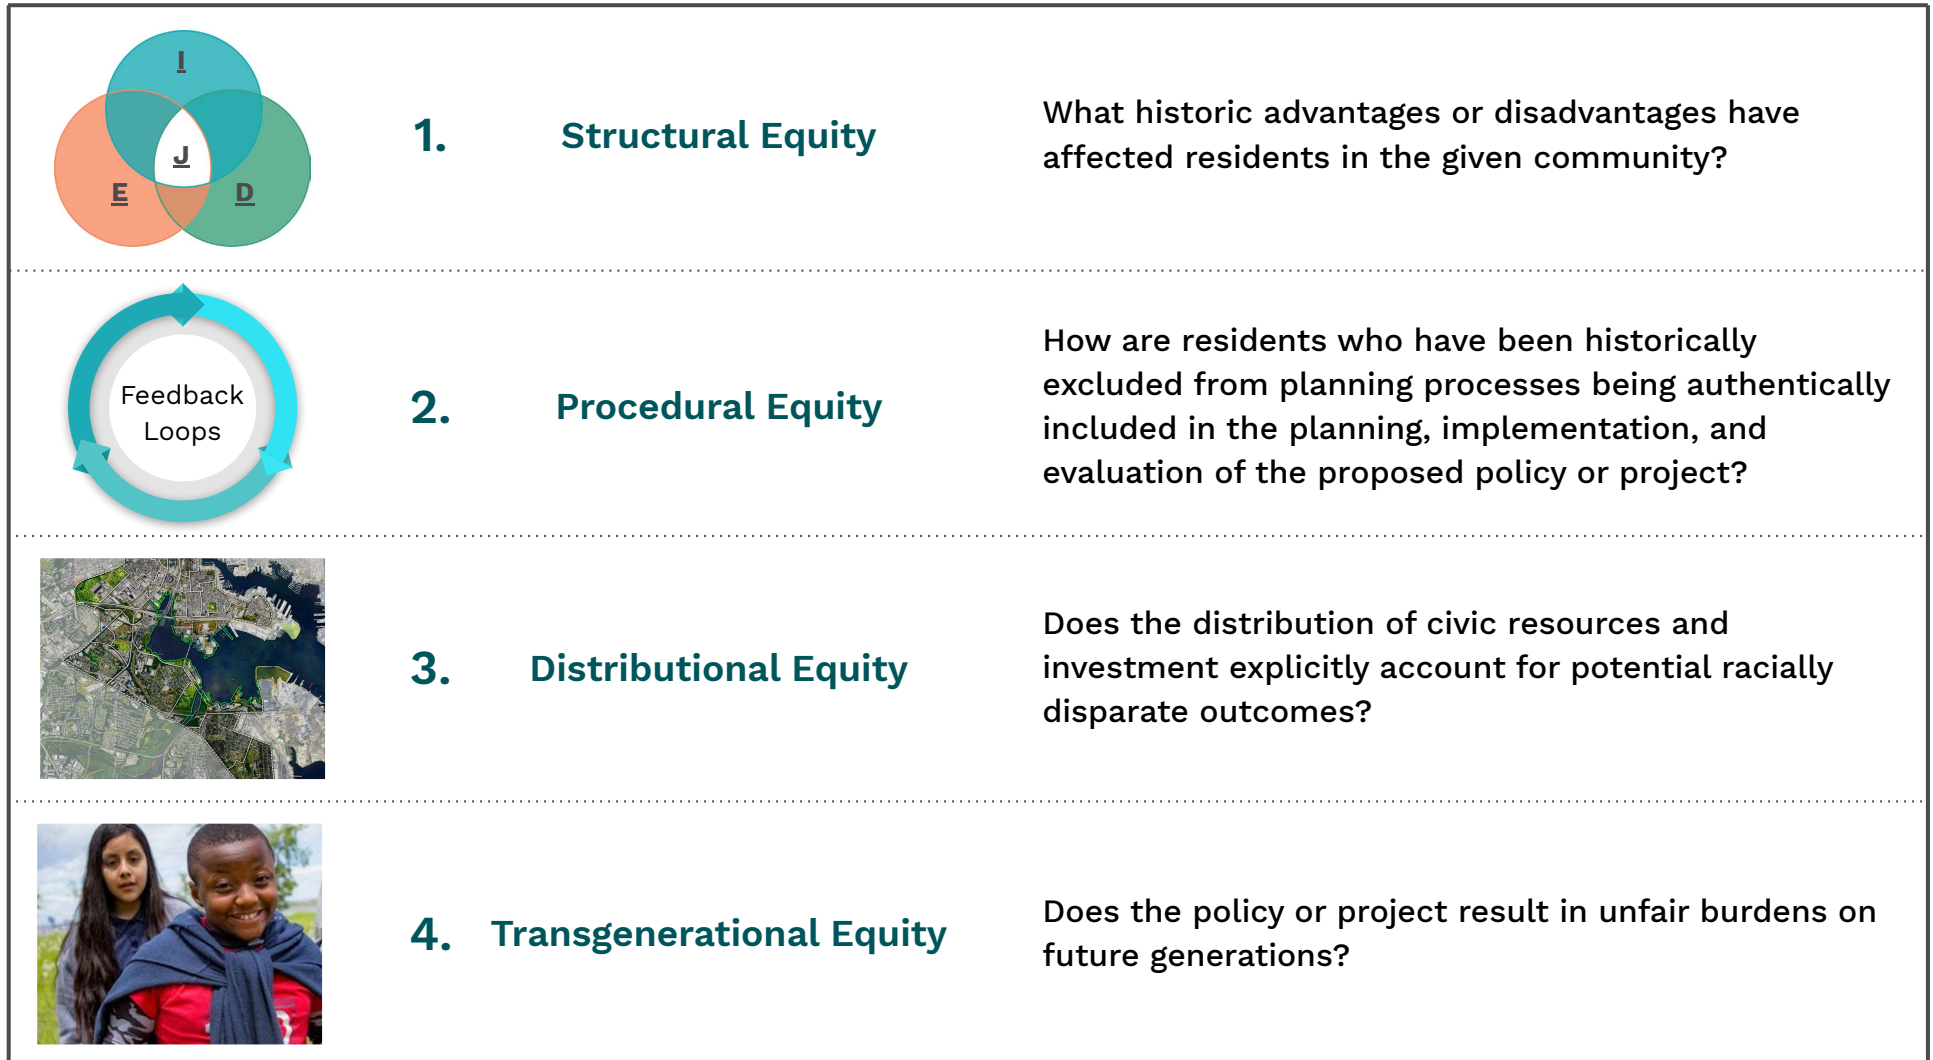 I
J
E
D
1.
Structural Equity
What historic advantages or disadvantages have
affected residents in the given community?
Feedback
Loops
2.
Procedural Equity
How are residents who have been historically
excluded from planning processes being authentically
included in the planning, implementation, and
evaluation of the proposed policy or project?
3.
Distributional Equity
Does the distribution of civic resources and
investment explicitly account for potential racially
disparate outcomes?
4.
Transgenerational Equity
Does the policy or project result in unfair burdens on
future generations?